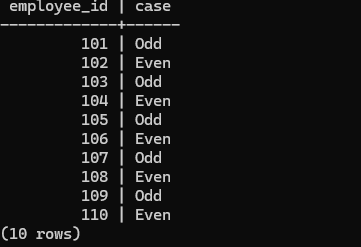 employee_id | case
-------------+------
101 | Odd
102 | Even
103 | Odd
104 | Even
105 | Odd
106 | Even
107 | Odd
108 | Even
109 | Odd
110 | Even
(10 rows)